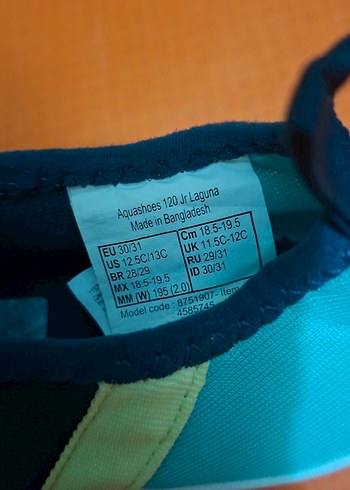 Aquashoes 120 Jr Laguna
Made in Bangladesh
EU 30/31
US 12.5C/13C
BR 28/29
MX 18.5-19.5
MM (W) 195 (2.0)
Cm 18.5-19.5
UK 11.5C-12C
RU 29/31
ID 30/31
Model code : 8751907- Item
4585745